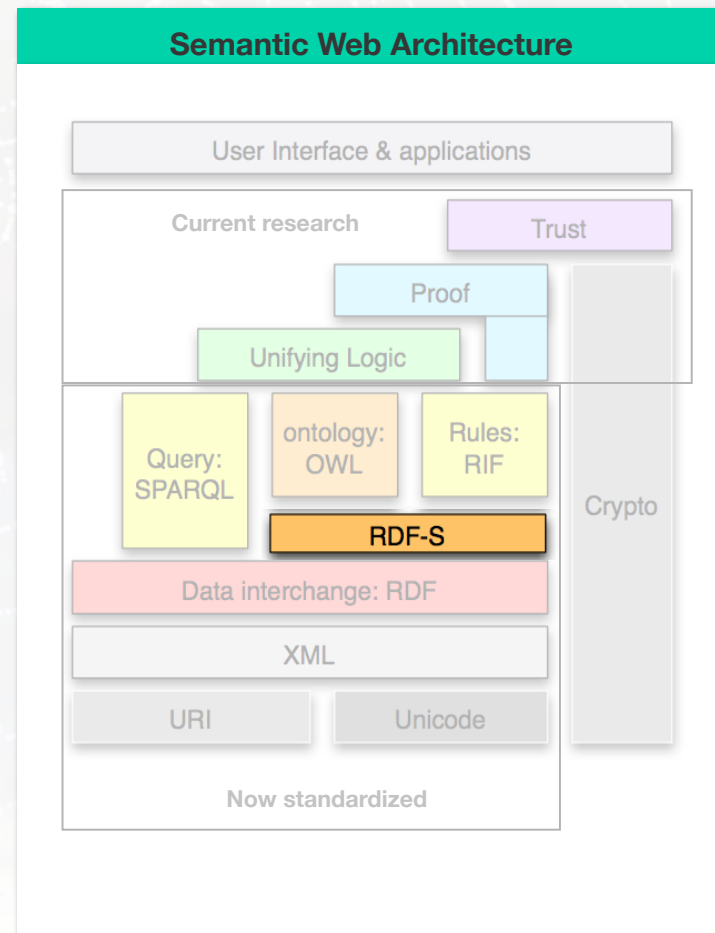 Semantic Web Architecture
User Interface & applications
Current research
Trust
Proof
Unifying Logic
Query:
SPARQL
ontology:
OWL
Rules:
RIF
Crypto
RDF-S
Data interchange: RDF
XML
URI
Unicode
Now standardized